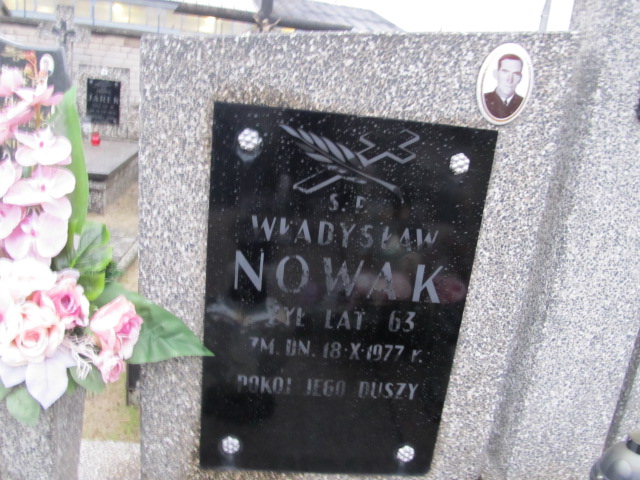 Ś. P.
WŁADYSŁAW
NOWAK
ŻYŁ LAT 63
ZM. DN. 18·X·1977 r.
POKÓJ JEGO DUSZY